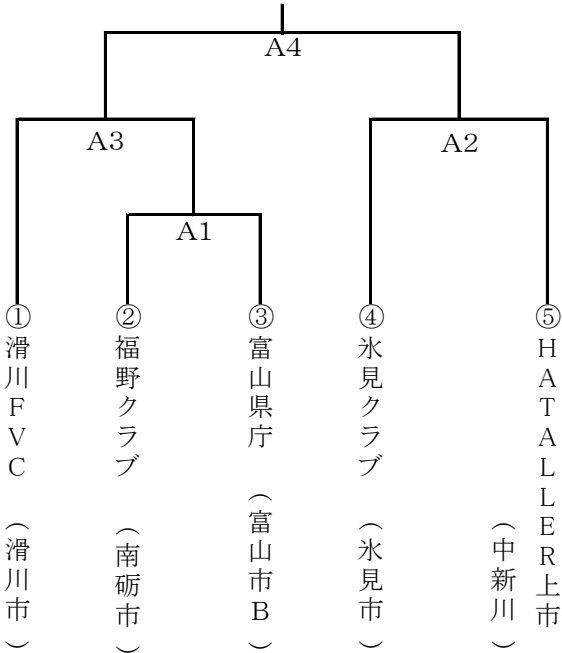 A4
A3
A2
A1
①滑川FVC（滑川市）
②福野クラブ（南砺市）
③富山県庁（富山市B）
④氷見クラブ（氷見市）
⑤HATALLER上市
（中新川）